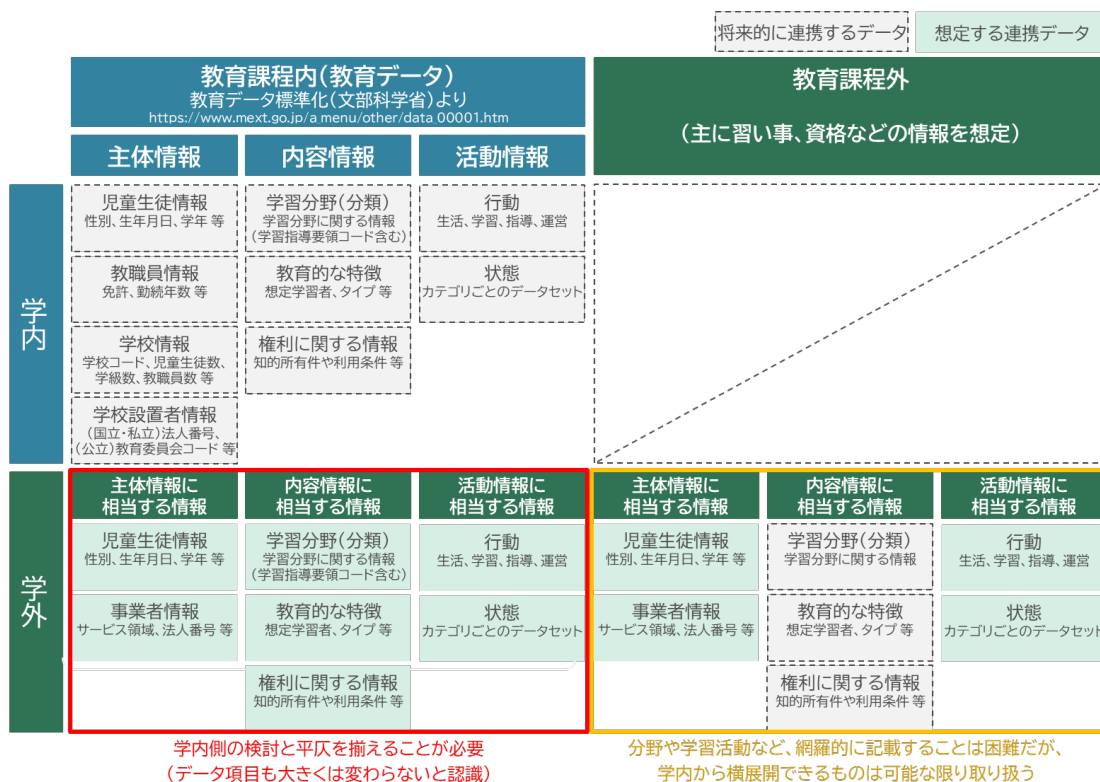 将来的に連携するデータ
想定する連携データ
教育課程内(教育データ)
教育データ標準化(文部科学省)より
https://www.mext.go.jp/a menu/other/data 00001.htm
教育課程外
(主に習い事、資格などの情報を想定)
主体情報
内容情報
活動情報
学内
児童生徒情報
性別、生年月日、学年 等
教職員情報
免許、勤続年数 等
学校情報
学校コード、児童生徒数、
学級数、教職員数 等
学校設置者情報
(国立・私立)法人番号、
(公立)教育委員会コード 等
学習分野(分類)
学習分野に関する情報
(学習指導要領コード含む)
教育的な特徴
想定学習者、タイプ 等
権利に関する情報
知的所有件や利用条件 等
行動
生活、学習、指導、運営
状態
カテゴリごとのデータセット
学外
主体情報に
相当する情報
児童生徒情報
性別、生年月日、学年 等
事業者情報
サービス領域、法人番号 等
内容情報に
相当する情報
学習分野(分類)
学習分野に関する情報
(学習指導要領コード含む)
教育的な特徴
想定学習者、タイプ 等
権利に関する情報
知的所有件や利用条件 等
活動情報に
相当する情報
行動
生活、学習、指導、運営
状態
カテゴリごとのデータセット
主体情報に
相当する情報
児童生徒情報
性別、生年月日、学年 等
事業者情報
サービス領域、法人番号 等
内容情報に
相当する情報
学習分野(分類)
学習分野に関する情報
教育的な特徴
想定学習者、タイプ 等
権利に関する情報
知的所有件や利用条件 等
活動情報に
相当する情報
行動
生活、学習、指導、運営
状態
カテゴリごとのデータセット
学内側の検討と平仄を揃えることが必要
(データ項目も大きくは変わらないと認識)
分野や学習活動など、網羅的に記載することは困難だが、
学内から横展開できるものは可能な限り取り扱う